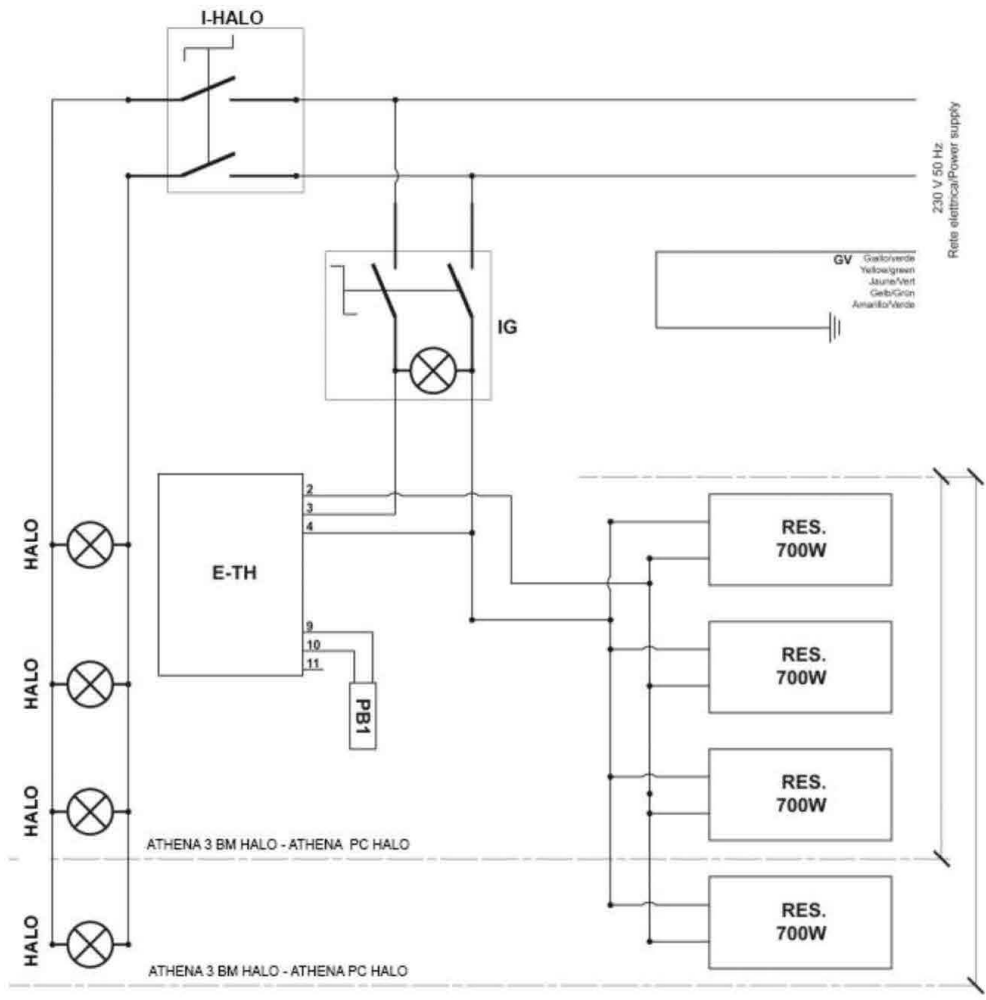 I-HALO
230 V 50 Hz
Rete elettrica/Power supply
GV
Giallo/verde
Yellow/green
Jaune/Vert
Gelb/Grün
Amarillo/Verde
IG
2
3
4
E-TH
9
10
11
PB1
HALO
HALO
HALO
HALO
RES.
700W
RES.
700W
RES.
700W
RES.
700W
ATHENA 3 BM HALO - ATHENA  PC HALO
ATHENA 3 BM HALO - ATHENA PC HALO